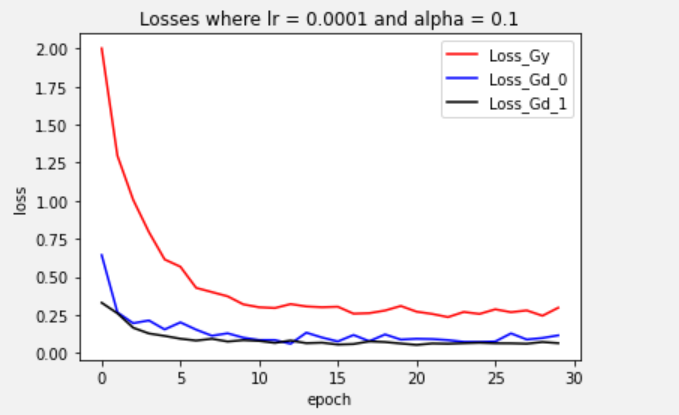 Losses where lr = 0.0001 and alpha = 0.1
2.00
1.75
1.50
1.25
1.00
0.75
0.50
0.25
0.00
loss
Loss_Gy
Loss_Gd_0
Loss_Gd_1
0 5 10 15 20 25 30
epoch